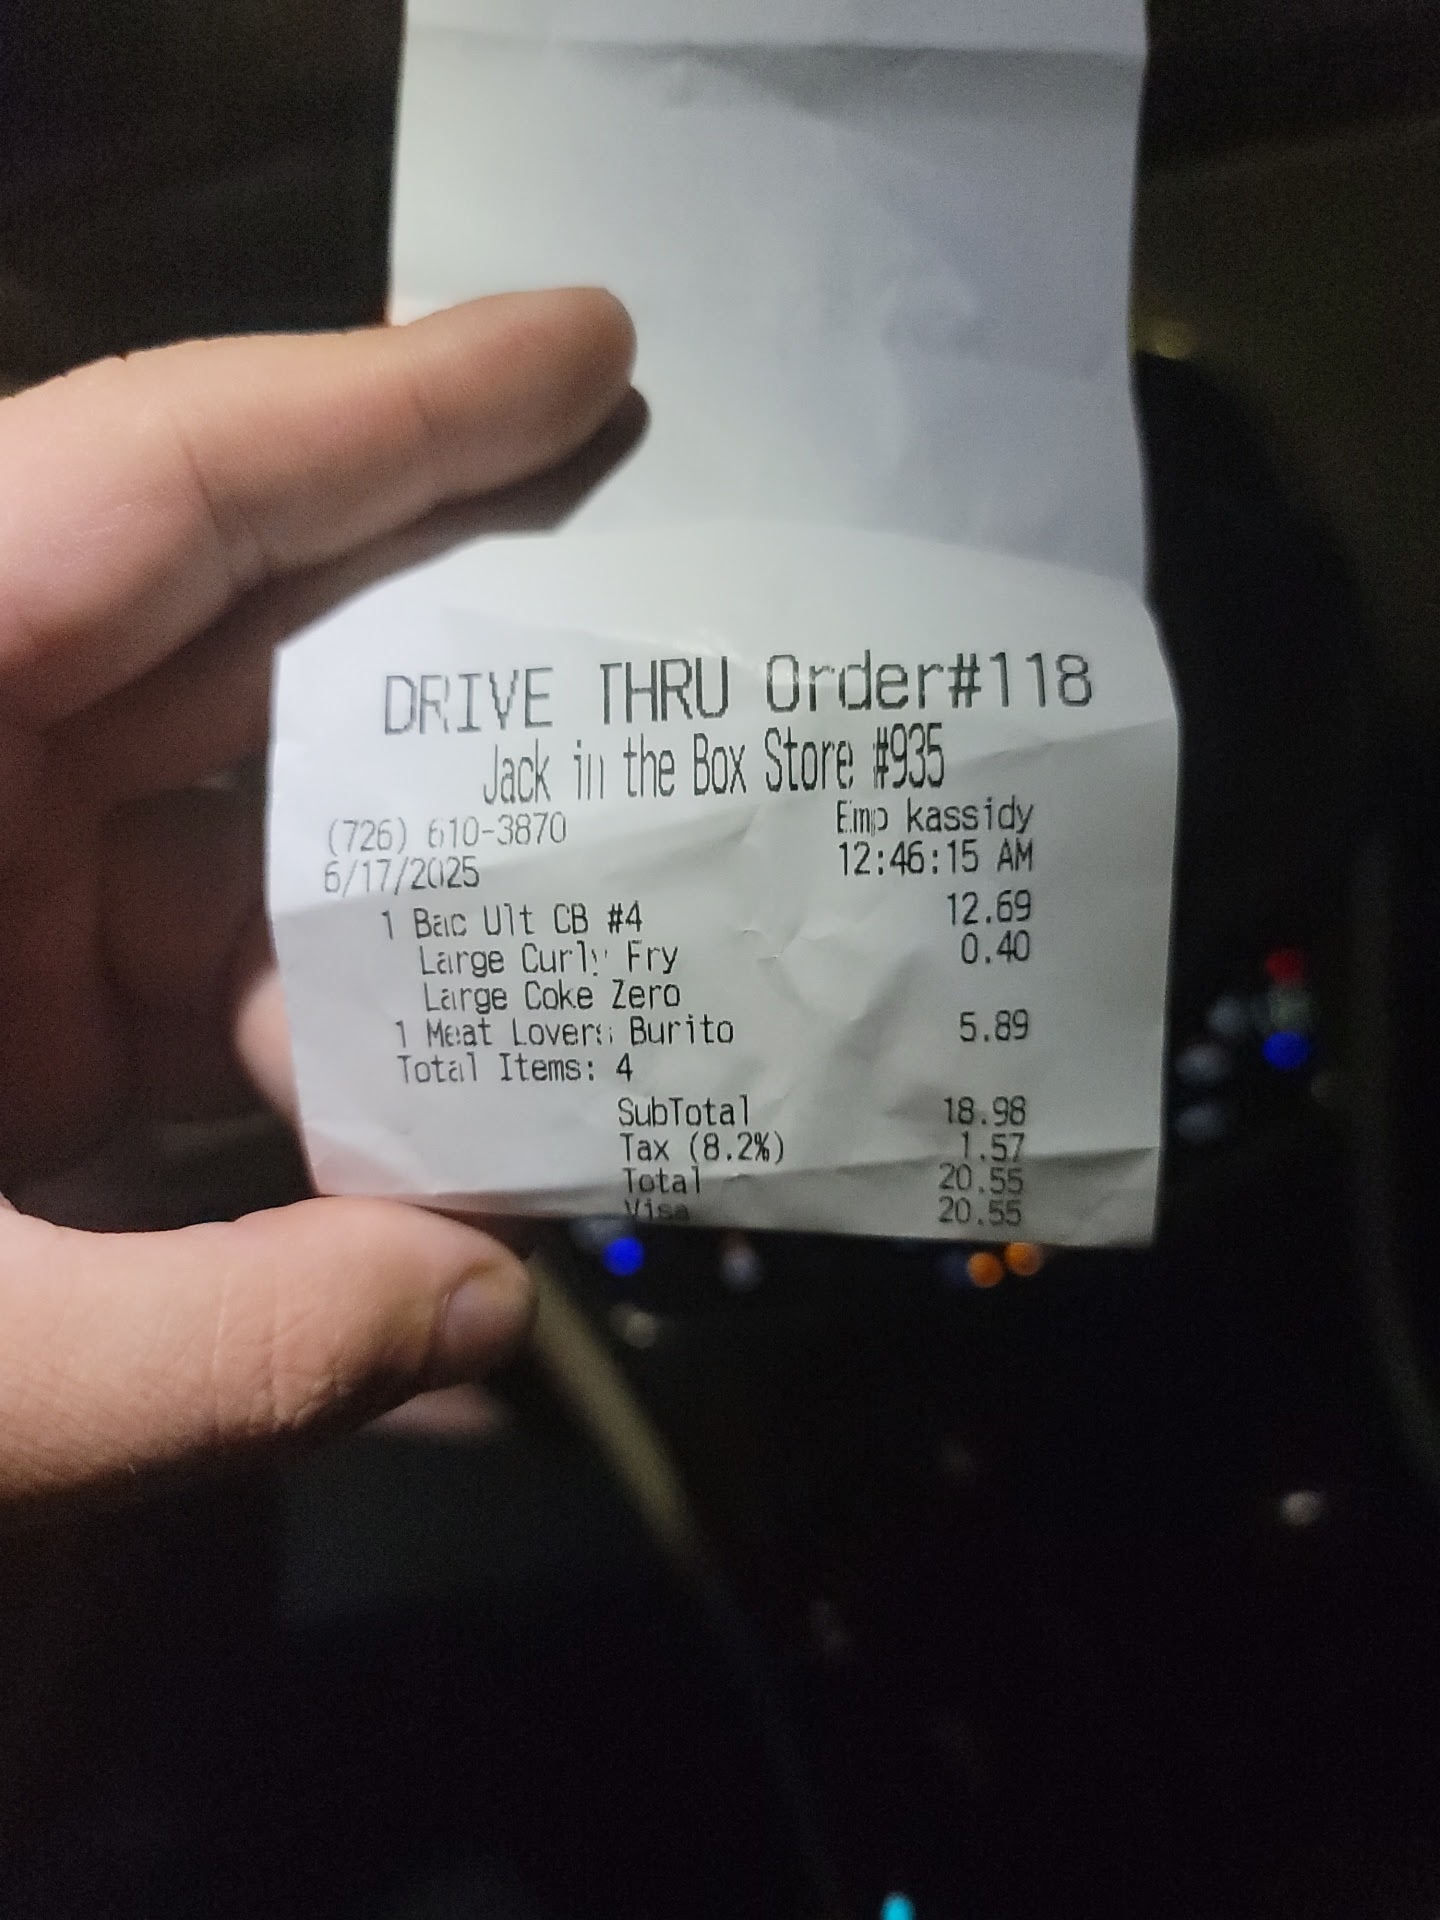 DRIVE THRU Order#118
Jack in the Box Store #935
(726) 610-3870 Emp kassidy
6/17/2025 12:46:15 AM
1 Bac Ult CB #4 12.69
Large Curly Fry 0.40
Large Coke Zero
1 Meat Lovers Burito 5.89
Total Items: 4
SubTotal 18.98
Tax (8.2%) 1.57
Total 20.55
Visa 20.55